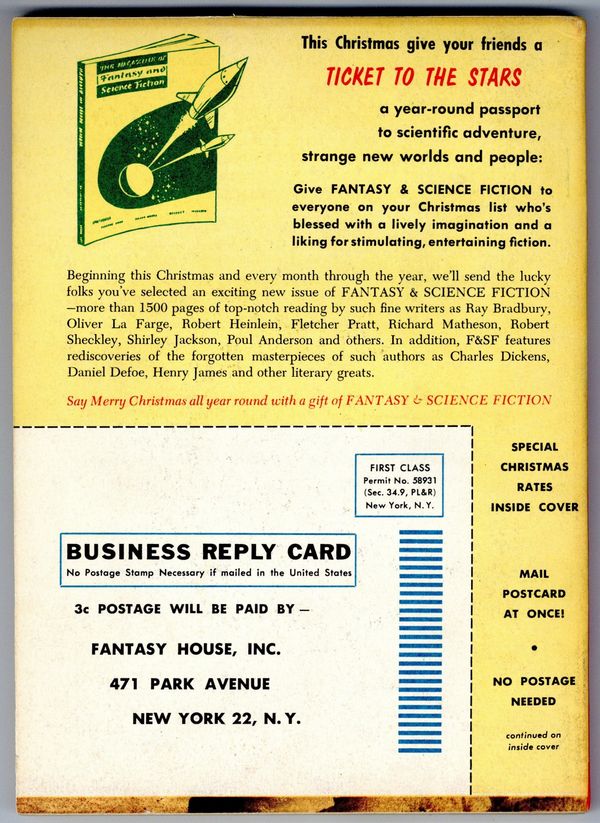 THE MAGAZINE OF
Fantasy and
Science Fiction
This Christmas give your friends a
TICKET TO THE STARS
a year-round passport
to scientific adventure,
strange new worlds and people:
Give FANTASY & SCIENCE FICTION to
everyone on your Christmas list who's
blessed with a lively imagination and a
liking for stimulating, entertaining fiction.
Beginning this Christmas and every month through the year, we'll send the lucky
folks you've selected an exciting new issue of FANTASY & SCIENCE FICTION
—more than 1500 pages of top-notch reading by such fine writers as Ray Bradbury,
Oliver La Farge, Robert Heinlein, Fletcher Pratt, Richard Matheson, Robert
Sheckley, Shirley Jackson, Poul Anderson and others. In addition, F&SF features
rediscoveries of the forgotten masterpieces of such authors as Charles Dickens,
Daniel Defoe, Henry James and other literary greats.
Say Merry Christmas all year round with a gift of FANTASY & SCIENCE FICTION
FIRST CLASS
Permit No. 58931
(Sec. 34.9, PL&R)
New York, N.Y.
BUSINESS REPLY CARD
No Postage Stamp Necessary if mailed in the United States
3c POSTAGE WILL BE PAID BY —
FANTASY HOUSE, INC.
471 PARK AVENUE
NEW YORK 22, N.Y.
SPECIAL
CHRISTMAS
RATES
INSIDE COVER
MAIL
POSTCARD
AT ONCE!
•
NO POSTAGE
NEEDED
continued on
inside cover